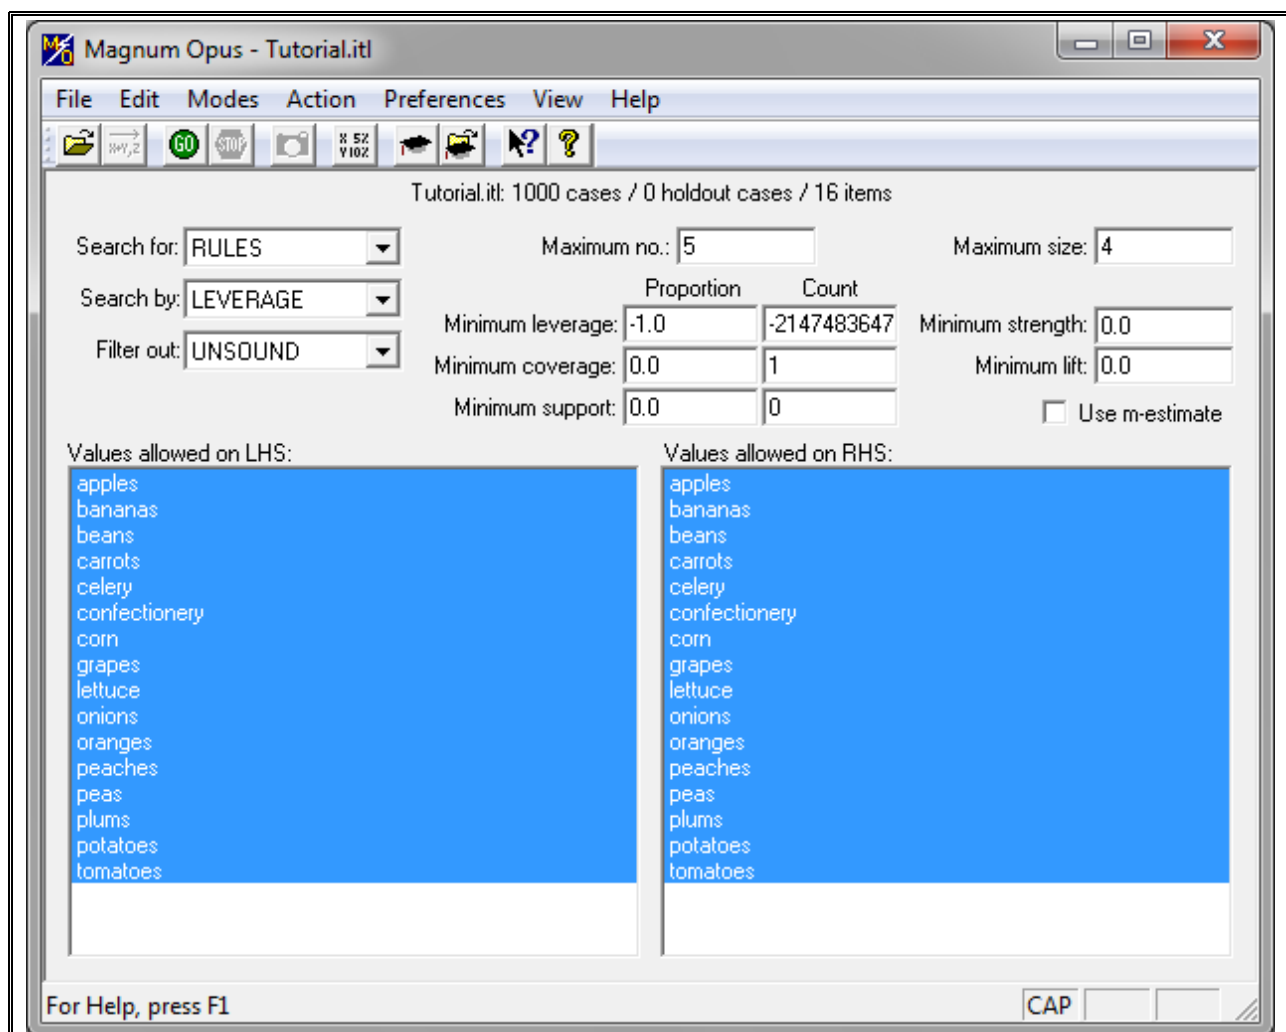 Magnum Opus - Tutorial.itl
File Edit Modes Action Preferences View Help
GO STOP X 5% Y10% ? ?
Tutorial.itl: 1000 cases / 0 holdout cases / 16 items
Search for: RULES Maximum no.: 5 Maximum size: 4
Proportion Count
Search by: LEVERAGE
Minimum leverage: -1.0 -2147483647 Minimum strength: 0.0
Filter out: UNSOUND
Minimum coverage: 0.0 1 Minimum lift: 0.0
Minimum support: 0.0 0 Use m-estimate
Values allowed on LHS:
apples
bananas
beans
carrots
celery
confectionery
corn
grapes
lettuce
onions
oranges
peaches
peas
plums
potatoes
tomatoes
Values allowed on RHS:
apples
bananas
beans
carrots
celery
confectionery
corn
grapes
lettuce
onions
oranges
peaches
peas
plums
potatoes
tomatoes
For Help, press F1 CAP